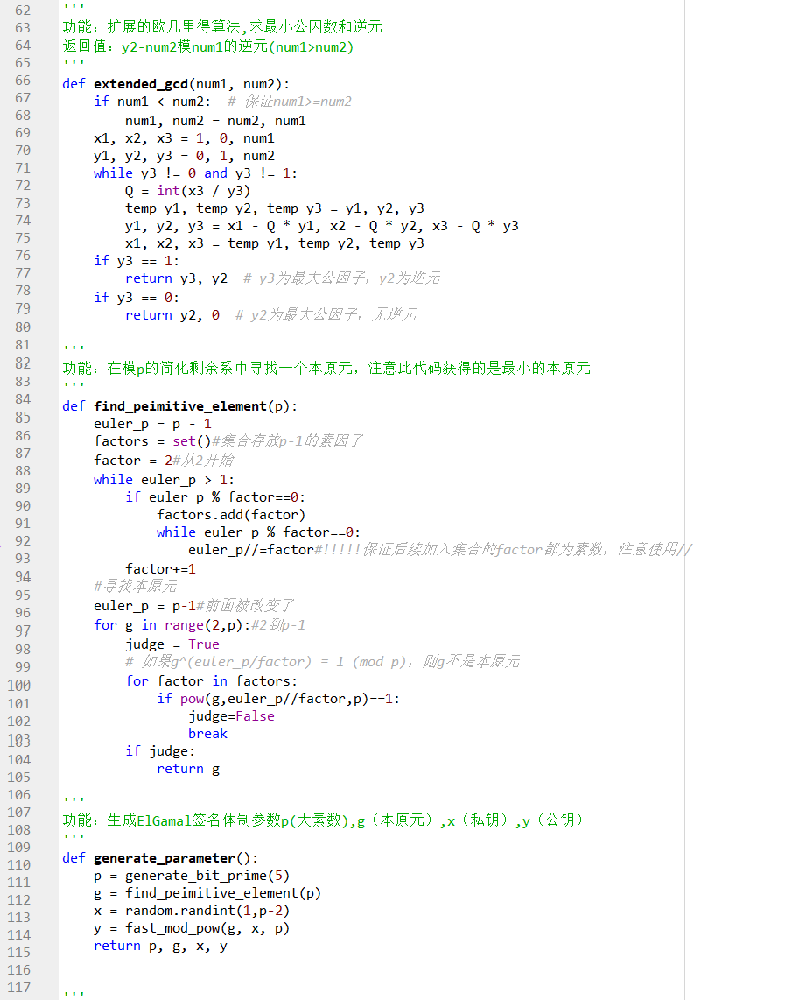 62 '''
63 功能：扩展的欧几里得算法,求最小公因数和逆元
64 返回值：y2-num2模num1的逆元(num1>num2)
65 '''
66 def extended_gcd(num1, num2):
67     if num1 < num2:  # 保证num1>=num2
68         num1, num2 = num2, num1
69     x1, x2, x3 = 1, 0, num1
70     y1, y2, y3 = 0, 1, num2
71     while y3 != 0 and y3 != 1:
72         Q = int(x3 / y3)
73         temp_y1, temp_y2, temp_y3 = y1, y2, y3
74         y1, y2, y3 = x1 - Q * y1, x2 - Q * y2, x3 - Q * y3
75         x1, x2, x3 = temp_y1, temp_y2, temp_y3
76     if y3 == 1:
77         return y3, y2  # y3为最大公因子，y2为逆元
78     if y3 == 0:
79         return y2, 0  # y2为最大公因子，无逆元
80
81 '''
82 功能：在模p的简化剩余系中寻找一个本原元，注意此代码获得的是最小的本原元
83 '''
84 def find_peimitive_element(p):
85     euler_p = p - 1
86     factors = set()#集合存放p-1的素因子
87     factor = 2#从2开始
88     while euler_p > 1:
89         if euler_p % factor==0:
90             factors.add(factor)
91             while euler_p % factor==0:
92                 euler_p//=factor#!!!!!保证后续加入集合的factor都为素数，注意使用//
93         factor+=1
94     #寻找本原元
95     euler_p = p-1#前面被改变了
96     for g in range(2,p):#2到p-1
97         judge = True
98         # 如果g^(euler_p/factor) ≡ 1 (mod p)，则g不是本原元
99         for factor in factors:
100             if pow(g,euler_p//factor,p)==1:
101                 judge=False
102                 break
103         if judge:
104             return g
105
106 '''
107 功能：生成ElGamal签名体制参数p(大素数),g（本原元）,x（私钥）,y（公钥）
108 '''
109 def generate_parameter():
110     p = generate_bit_prime(5)
111     g = find_peimitive_element(p)
112     x = random.randint(1,p-2)
113     y = fast_mod_pow(g, x, p)
114     return p, g, x, y
115
116
117 '''